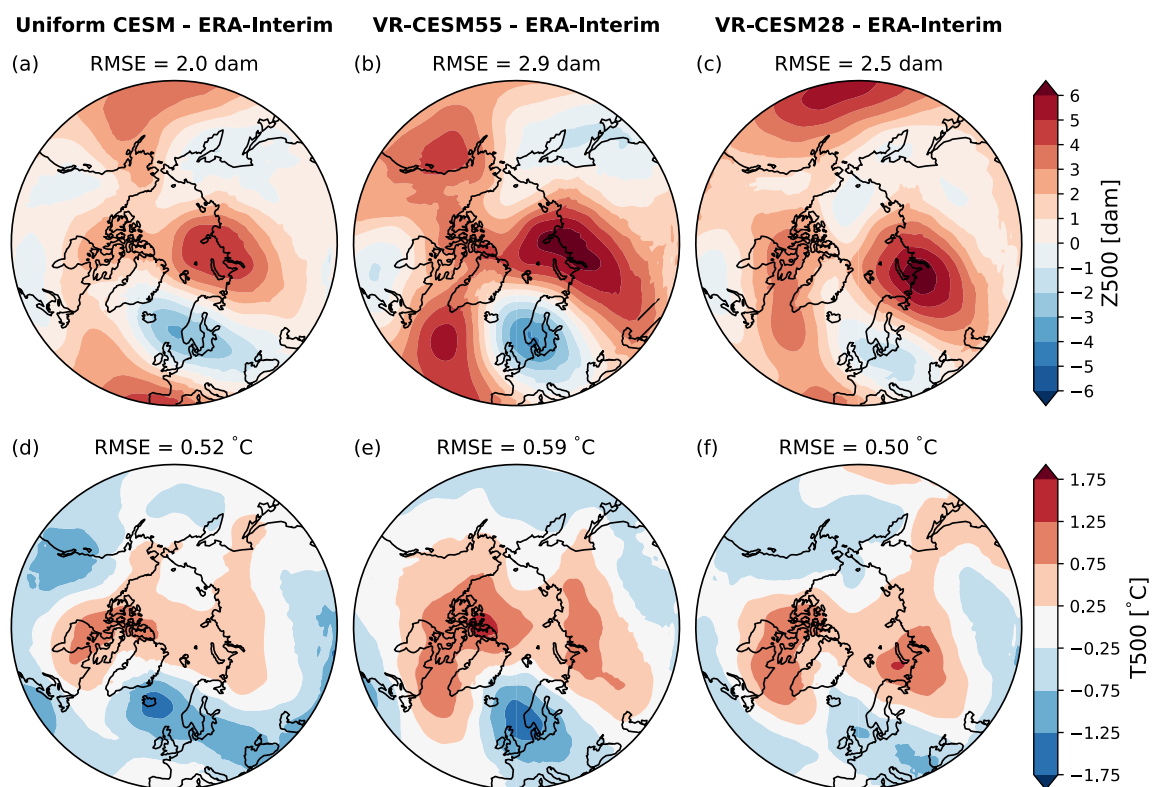 Uniform CESM - ERA-Interim
VR-CESM55 - ERA-Interim
VR-CESM28 - ERA-Interim
(a)
RMSE = 2.0 dam
(b)
RMSE = 2.9 dam
(c)
RMSE = 2.5 dam
6
5
4
3
2
1
0
−1
−2
−3
−4
−5
−6
Z500 [dam]
(d)
RMSE = 0.52 °C
(e)
RMSE = 0.59 °C
(f)
RMSE = 0.50 °C
1.75
1.25
0.75
0.25
−0.25
−0.75
−1.25
−1.75
T500 [°C]